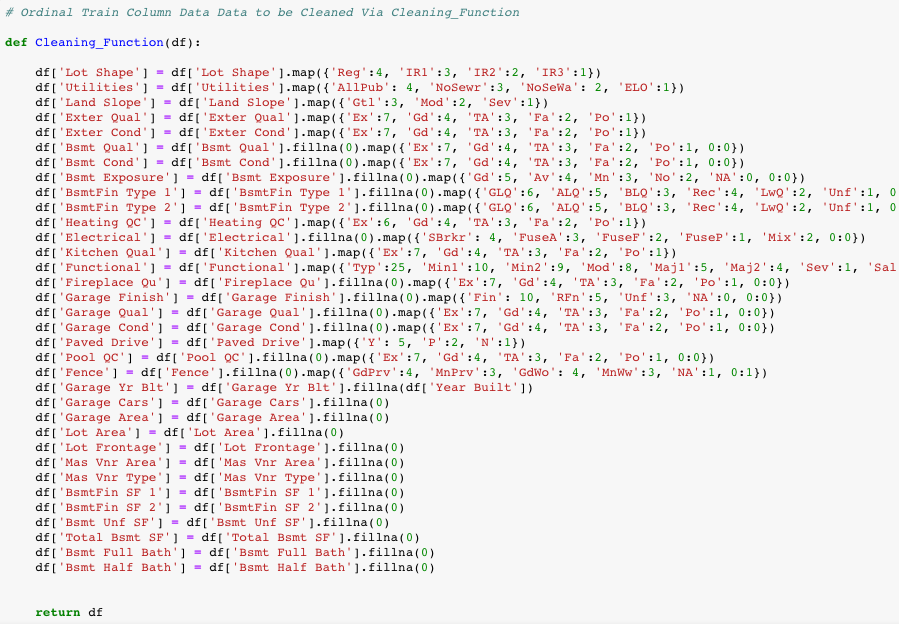 # Ordinal Train Column Data Data to be Cleaned Via Cleaning_Function
def Cleaning_Function(df):
df['Lot Shape'] = df['Lot Shape'].map({'Reg':4, 'IR1':3, 'IR2':2, 'IR3':1})
df['Utilities'] = df['Utilities'].map({'AllPub': 4, 'NoSewr':3, 'NoSeWa': 2, 'ELO':1})
df['Land Slope'] = df['Land Slope'].map({'Gtl':3, 'Mod':2, 'Sev':1})
df['Exter Qual'] = df['Exter Qual'].map({'Ex':7, 'Gd':4, 'TA':3, 'Fa':2, 'Po':1})
df['Exter Cond'] = df['Exter Cond'].map({'Ex':7, 'Gd':4, 'TA':3, 'Fa':2, 'Po':1})
df['Bsmt Qual'] = df['Bsmt Qual'].fillna(0).map({'Ex':7, 'Gd':4, 'TA':3, 'Fa':2, 'Po':1, 0:0})
df['Bsmt Cond'] = df['Bsmt Cond'].fillna(0).map({'Ex':7, 'Gd':4, 'TA':3, 'Fa':2, 'Po':1, 0:0})
df['Bsmt Exposure'] = df['Bsmt Exposure'].fillna(0).map({'Gd':5, 'Av':4, 'Mn':3, 'No':2, 'NA':0, 0:0})
df['BsmtFin Type 1'] = df['BsmtFin Type 1'].fillna(0).map({'GLQ':6, 'ALQ':5, 'BLQ':3, 'Rec':4, 'LwQ':2, 'Unf':1, 0
df['BsmtFin Type 2'] = df['BsmtFin Type 2'].fillna(0).map({'GLQ':6, 'ALQ':5, 'BLQ':3, 'Rec':4, 'LwQ':2, 'Unf':1, 0
df['Heating QC'] = df['Heating QC'].map({'Ex':6, 'Gd':4, 'TA':3, 'Fa':2, 'Po':1})
df['Electrical'] = df['Electrical'].fillna(0).map({'SBrkr': 4, 'FuseA':3, 'FuseF':2, 'FuseP':1, 'Mix':2, 0:0})
df['Kitchen Qual'] = df['Kitchen Qual'].map({'Ex':7, 'Gd':4, 'TA':3, 'Fa':2, 'Po':1})
df['Functional'] = df['Functional'].map({'Typ':25, 'Min1':10, 'Min2':9, 'Mod':8, 'Maj1':5, 'Maj2':4, 'Sev':1, 'Sal
df['Fireplace Qu'] = df['Fireplace Qu'].fillna(0).map({'Ex':7, 'Gd':4, 'TA':3, 'Fa':2, 'Po':1, 0:0})
df['Garage Finish'] = df['Garage Finish'].fillna(0).map({'Fin': 10, 'RFn':5, 'Unf':3, 'NA':0, 0:0})
df['Garage Qual'] = df['Garage Qual'].fillna(0).map({'Ex':7, 'Gd':4, 'TA':3, 'Fa':2, 'Po':1, 0:0})
df['Garage Cond'] = df['Garage Cond'].fillna(0).map({'Ex':7, 'Gd':4, 'TA':3, 'Fa':2, 'Po':1, 0:0})
df['Paved Drive'] = df['Paved Drive'].map({'Y': 5, 'P':2, 'N':1})
df['Pool QC'] = df['Pool QC'].fillna(0).map({'Ex':7, 'Gd':4, 'TA':3, 'Fa':2, 'Po':1, 0:0})
df['Fence'] = df['Fence'].fillna(0).map({'GdPrv':4, 'MnPrv':3, 'GdWo': 4, 'MnWw':3, 'NA':1, 0:1})
df['Garage Yr Blt'] = df['Garage Yr Blt'].fillna(df['Year Built'])
df['Garage Cars'] = df['Garage Cars'].fillna(0)
df['Garage Area'] = df['Garage Area'].fillna(0)
df['Lot Area'] = df['Lot Area'].fillna(0)
df['Lot Frontage'] = df['Lot Frontage'].fillna(0)
df['Mas Vnr Area'] = df['Mas Vnr Area'].fillna(0)
df['Mas Vnr Type'] = df['Mas Vnr Type'].fillna(0)
df['BsmtFin SF 1'] = df['BsmtFin SF 1'].fillna(0)
df['BsmtFin SF 2'] = df['BsmtFin SF 2'].fillna(0)
df['Bsmt Unf SF'] = df['Bsmt Unf SF'].fillna(0)
df['Total Bsmt SF'] = df['Total Bsmt SF'].fillna(0)
df['Bsmt Full Bath'] = df['Bsmt Full Bath'].fillna(0)
df['Bsmt Half Bath'] = df['Bsmt Half Bath'].fillna(0)
return df